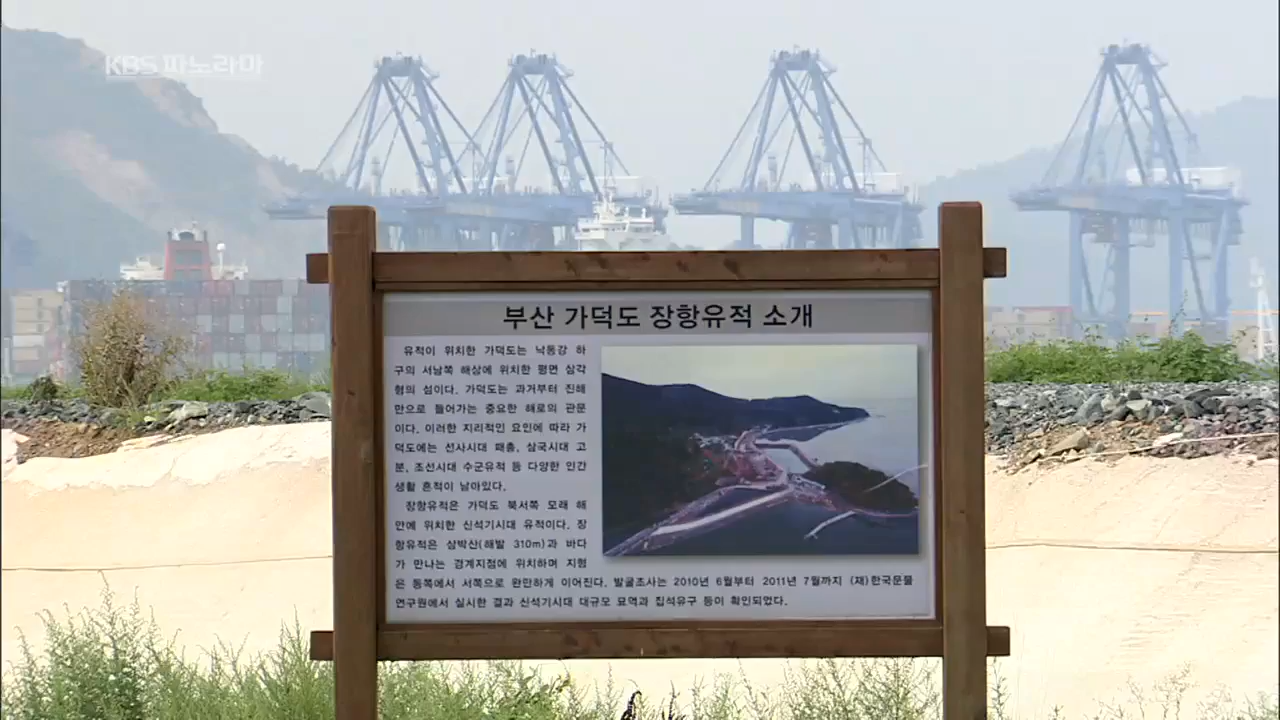 KBS 파노라마
부산 가덕도 장항유적 소개
유적이 위치한 가덕도는 낙동강 하
구의 서남쪽 해상에 위치한 평면 삼각
형의 섬이다. 가덕도는 과거부터 진해
만으로 들어가는 중요한 해로의 관문
이다. 이러한 지리적인 요인에 따라 가
덕도에는 선사시대 패총, 삼국시대 고
분, 조선시대 수군유적 등 다양한 인간
생활 흔적이 남아있다.
장항유적은 가덕도 북서쪽 모래 해
안에 위치한 신석기시대 유적이다. 장
항유적은 삼박산(해발 310m)과 바다
가 만나는 경계지점에 위치하며 지형
은 동쪽에서 서쪽으로 완만하게 이어진다. 발굴조사는 2010년 6월부터 2011년 7월까지 (재)한국문물
연구원에서 실시한 결과 신석기시대 대규모 묘역과 집석유구 등이 확인되었다.